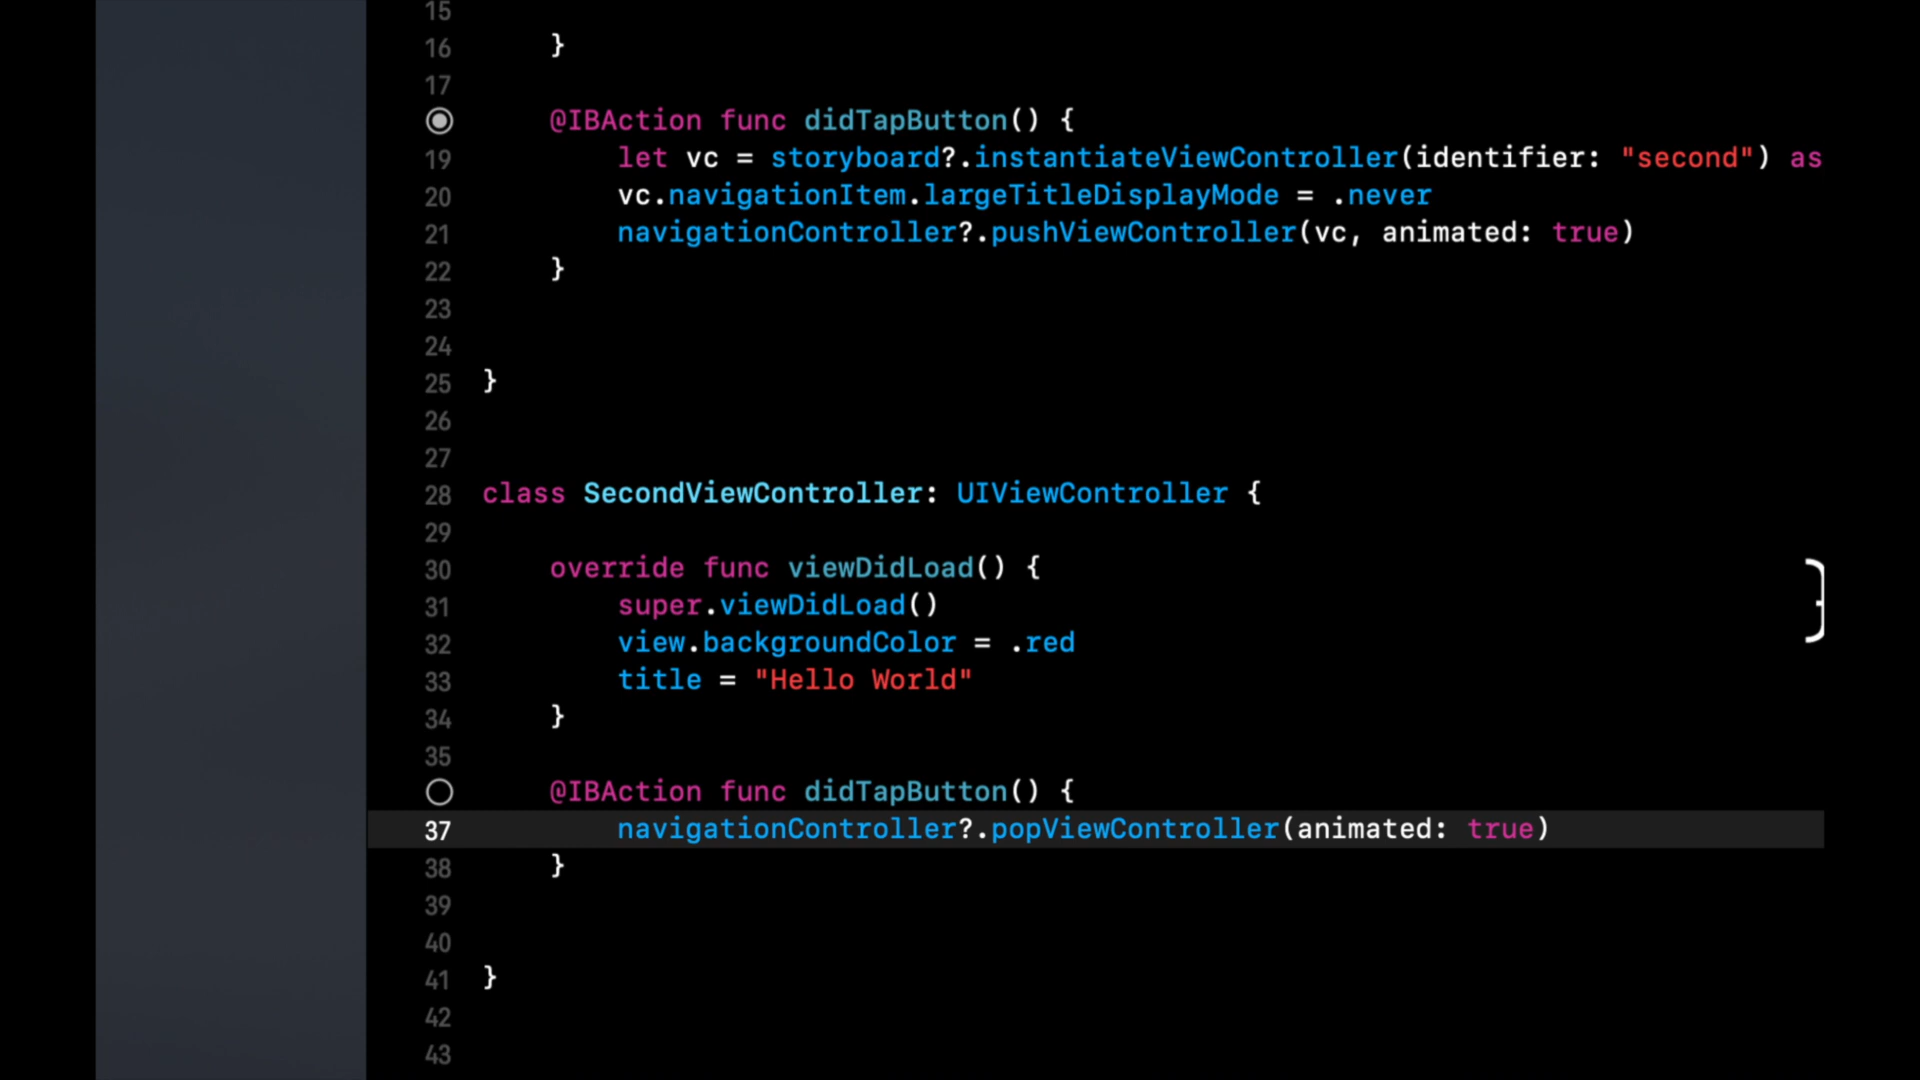 15
16 }
17
@IBAction func didTapButton() {
19 let vc = storyboard?.instantiateViewController(identifier: "second") as
20 vc.navigationItem.largeTitleDisplayMode = .never
21 navigationController?.pushViewController(vc, animated: true)
22 }
23
24
25 }
26
27
28 class SecondViewController: UIViewController {
29
30 override func viewDidLoad() {
31 super.viewDidLoad()
32 view.backgroundColor = .red
33 title = "Hello World"
34 }
35
@IBAction func didTapButton() {
37 navigationController?.popViewController(animated: true)
38 }
39
40
41 }
42
43